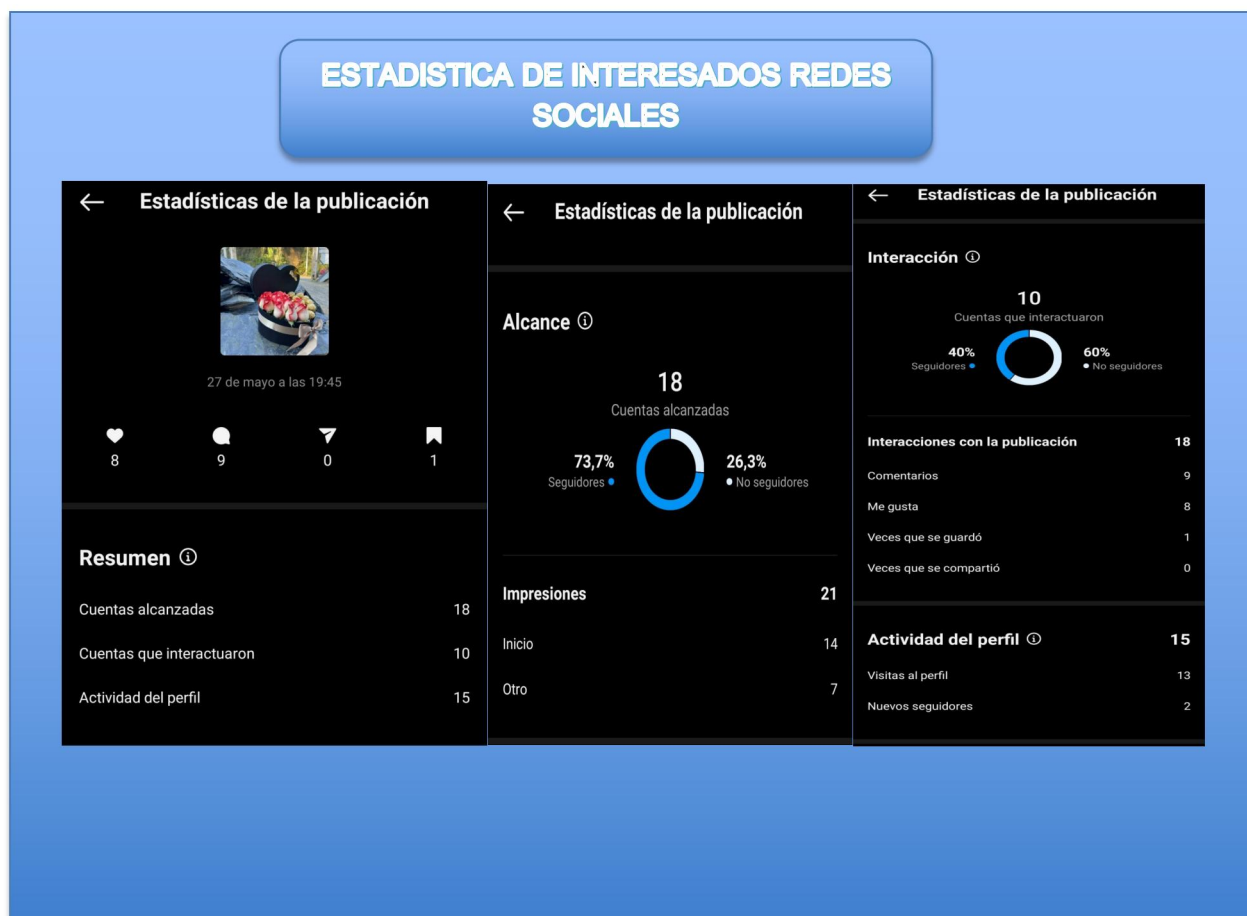 ESTADISTICA DE INTERESADOS REDES
SOCIALES
Estadísticas de la publicación
27 de mayo a las 19:45
8 9 0 1
Resumen
Cuentas alcanzadas 18
Cuentas que interactuaron 10
Actividad del perfil 15
Estadísticas de la publicación
Alcance
18
Cuentas alcanzadas
73,7% 26,3%
Seguidores No seguidores
Impresiones 21
Inicio 14
Otro 7
Estadísticas de la publicación
Interacción
10
Cuentas que interactuaron
40% 60%
Seguidores No seguidores
Interacciones con la publicación 18
Comentarios 9
Me gusta 8
Veces que se guardó 1
Veces que se compartió 0
Actividad del perfil 15
Visitas al perfil 13
Nuevos seguidores 2